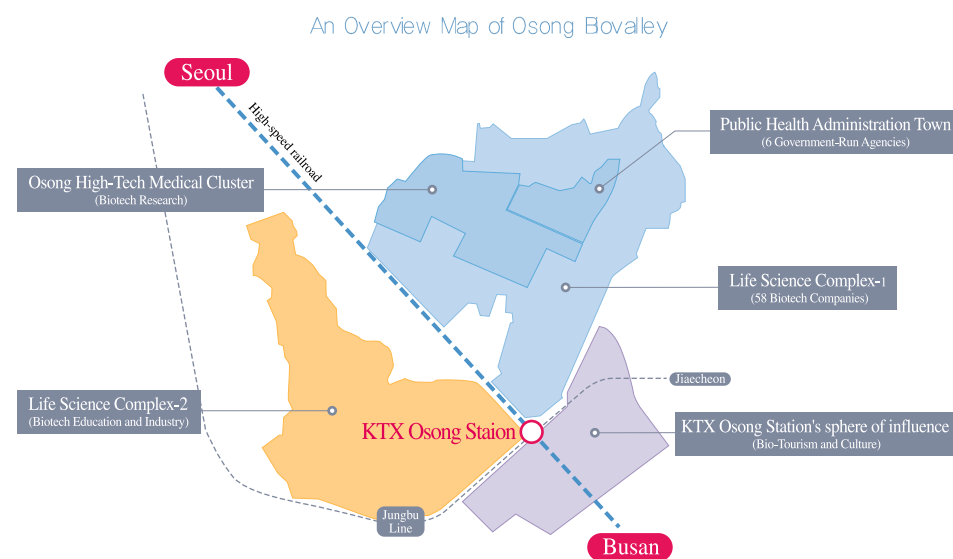 An Overview Map of Osong Biovalley
Seoul
High-speed railroad
Public Health Administration Town
(6 Government-Run Agencies)
Osong High-Tech Medical Cluster
(Biotech Research)
Life Science Complex-1
(58 Biotech Companies)
Jiaecheon
Life Science Complex-2
(Biotech Education and Industry)
KTX Osong Staion
KTX Osong Station's sphere of influence
(Bio-Tourism and Culture)
Jungbu
Line
Busan